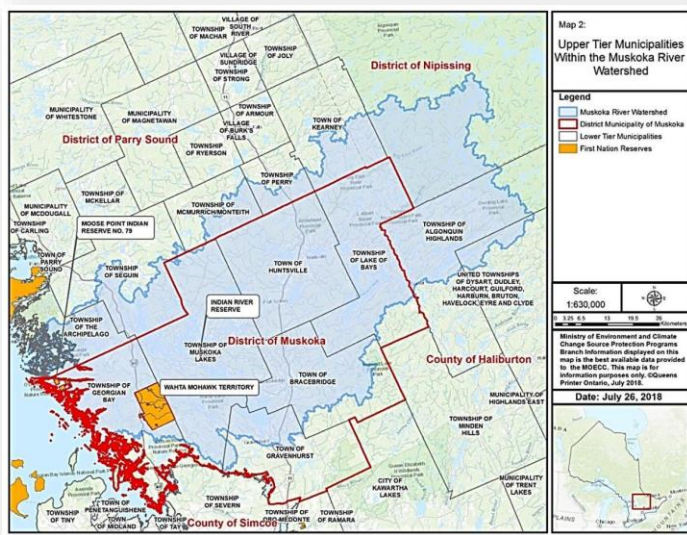 Map 2:
Upper Tier Municipalities
Within the Muskoka River
Watershed
Legend
Muskoka River Watershed
District Municipality of Muskoka
Lower Tier Municipalities
First Nation Reserves
Scale:
1:630,000
0 3.25 6.5 13 19.5 26
Kilometers
Ministry of Environment and Climate
Change Source Protection Programs
Branch Information displayed on this
map is the best available data provided
to the MOECC. This map is for
information purposes only. ©Queens
Printer Ontario, July 2018.
Date: July 26, 2018
VILLAGE OF
SOUTH
RIVER
TOWNSHIP
OF MACHAR
TOWNSHIP
OF JOLY
VILLAGE OF
SUNDRIDGE
TOWNSHIP
OF STRONG
District of Nipissing
MUNICIPALITY
OF WHITESTONE
MUNICIPALITY
OF MAGNETAWAN
TOWNSHIP
OF ARMOUR
VILLAGE
OF BURK'S
FALLS
TOWN OF
KEARNEY
District of Parry Sound
TOWNSHIP
OF RYERSON
TOWNSHIP
OF PERRY
TOWNSHIP OF
MCKELLAR
TOWNSHIP OF
MCMURRICH/MONTEITH
MUNICIPALITY
OF MCDOUGALL
TOWNSHIP
OF CARLING
MOOSE POINT INDIAN
RESERVE NO. 79
TOWN OF
PARRY
SOUND
TOWNSHIP
OF SEGUIN
TOWN OF
HUNTSVILLE
TOWNSHIP
OF LAKE OF
BAYS
TOWNSHIP OF
ALGONQUIN
HIGHLANDS
UNITED TOWNSHIPS
OF DYSART, DUDLEY,
HARCOURT, GUILFORD,
HARBURN, BRUTON,
HAVELOCK, EYRE AND CLYDE
TOWNSHIP
OF THE
ARCHIPELAGO
INDIAN RIVER
RESERVE
District of Muskoka
TOWNSHIP OF
MUSKOKA
LAKES
County of Haliburton
TOWNSHIP OF
GEORGIAN
BAY
WAHTA MOHAWK TERRITORY
TOWN OF
BRACEBRIDGE
MUNICIPALITY OF
HIGHLANDS EAST
TOWNSHIP OF
MINDEN
HILLS
TOWN OF
GRAVENHURST
CITY OF
KAWARTHA
LAKES
MUNICIPALITY
OF TRENT
LAKES
TOWNSHIP
OF SEVERN
TOWNSHIP
OF TINY
TOWN OF
PENETANGUISHENE
TOWN OF
MIDLAND
TOWNSHIP
OF TAY
County of Simcoe
TOWNSHIP OF
ORO-MEDONTE
TOWNSHIP
OF RAMARA